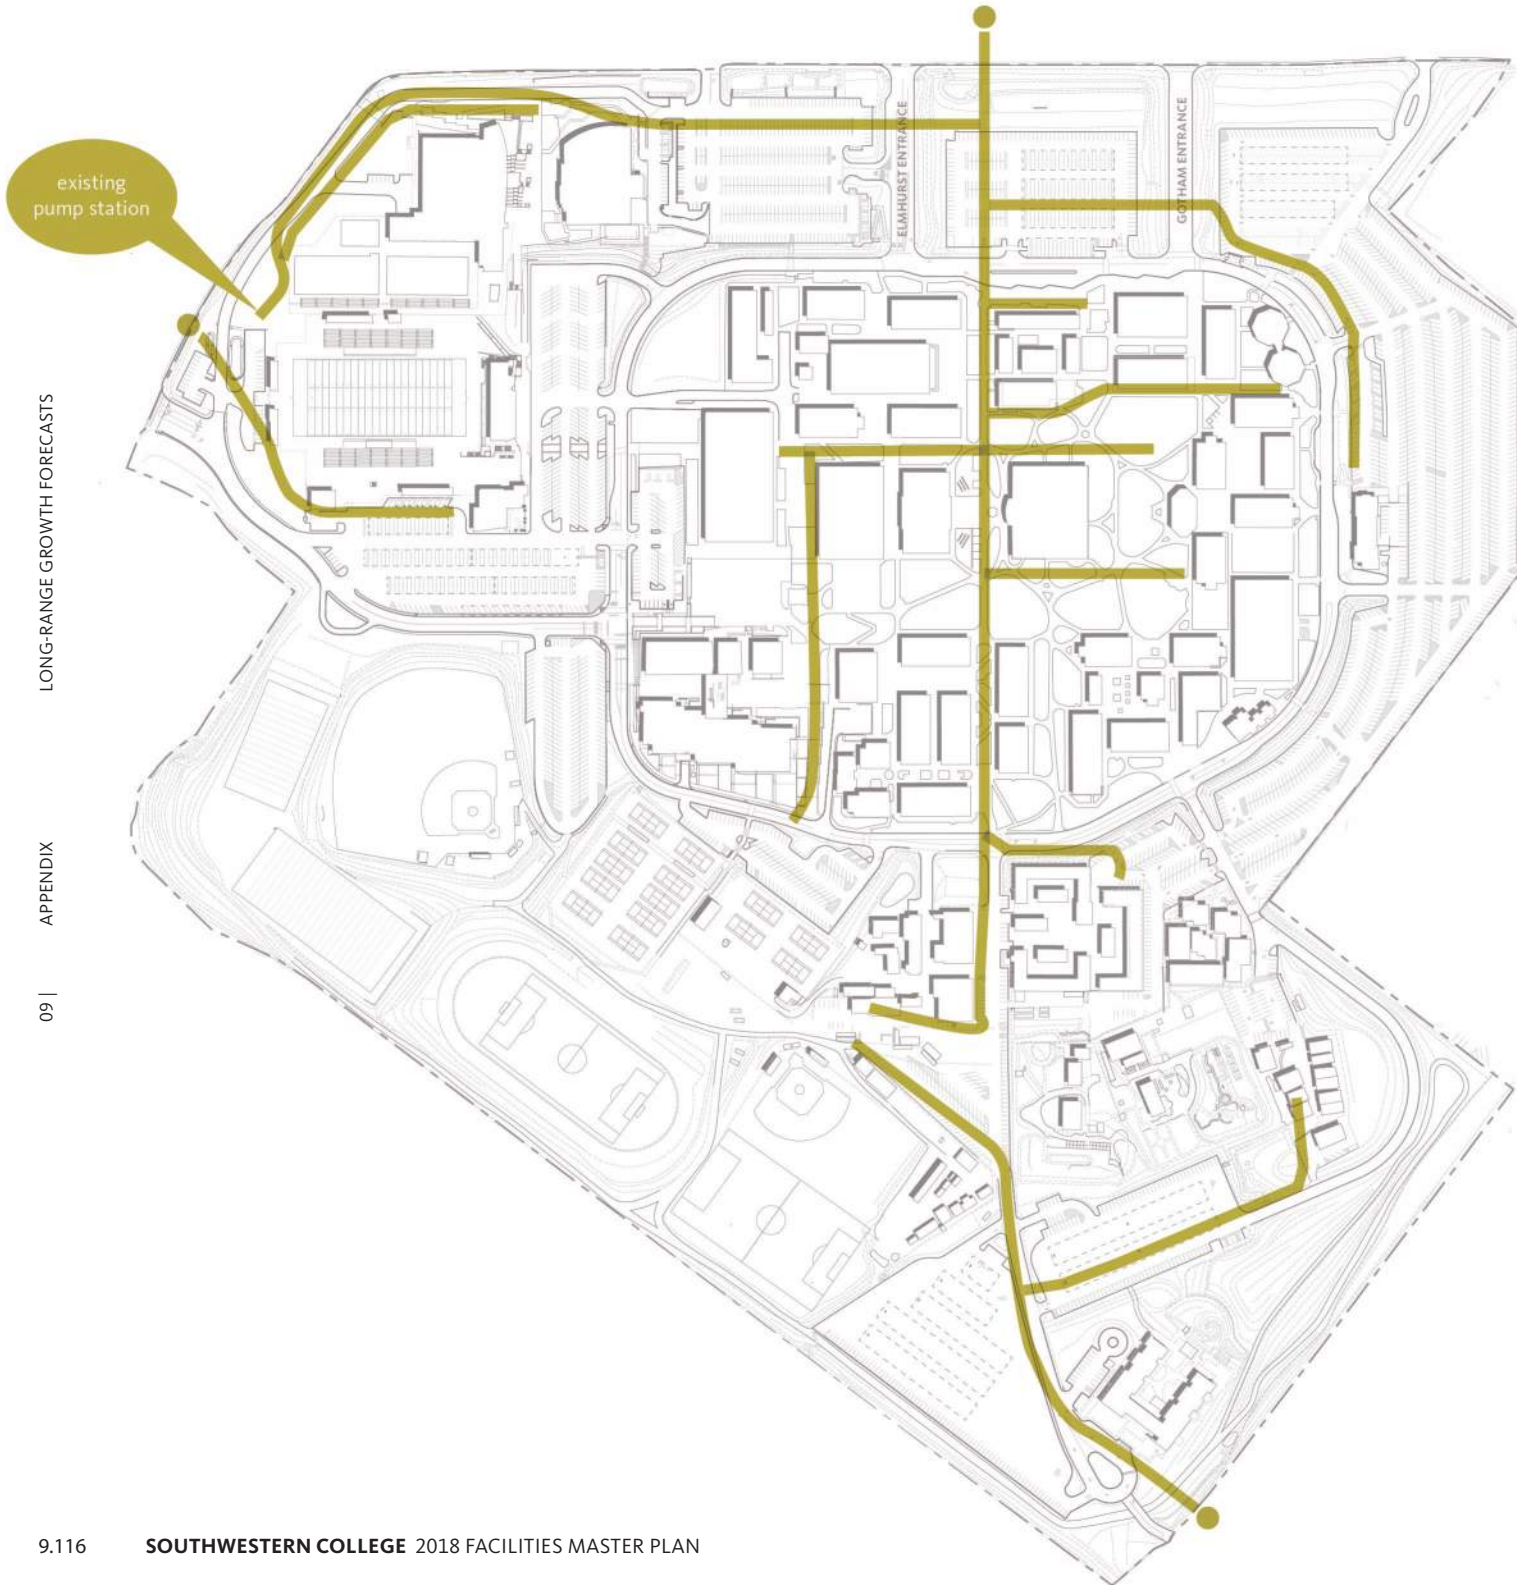 existing
pump station
ELMHURST ENTRANCE
GOTHAM ENTRANCE
LONG-RANGE GROWTH FORECASTS
APPENDIX
09 |
9.116 SOUTHWESTERN COLLEGE 2018 FACILITIES MASTER PLAN